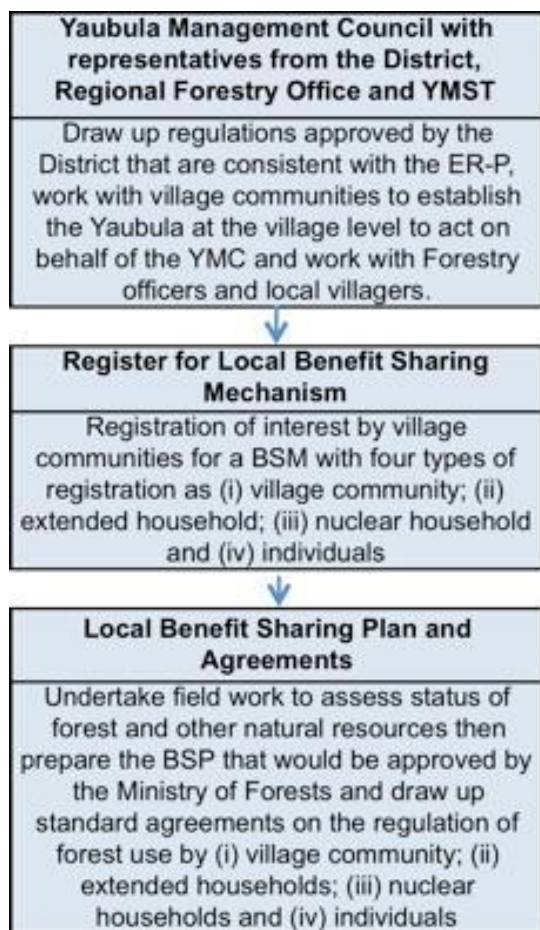 Yaubula Management Council with
representatives from the District,
Regional Forestry Office and YMST
Draw up regulations approved by the
District that are consistent with the ER-P,
work with village communities to establish
the Yaubula at the village level to act on
behalf of the YMC and work with Forestry
officers and local villagers.
Register for Local Benefit Sharing
Mechanism
Registration of interest by village
communities for a BSM with four types of
registration as (i) village community; (ii)
extended household; (iii) nuclear household
and (iv) individuals
Local Benefit Sharing Plan and
Agreements
Undertake field work to assess status of
forest and other natural resources then
prepare the BSP that would be approved by
the Ministry of Forests and draw up
standard agreements on the regulation of
forest use by (i) village community; (ii)
extended households; (iii) nuclear
households and (iv) individuals